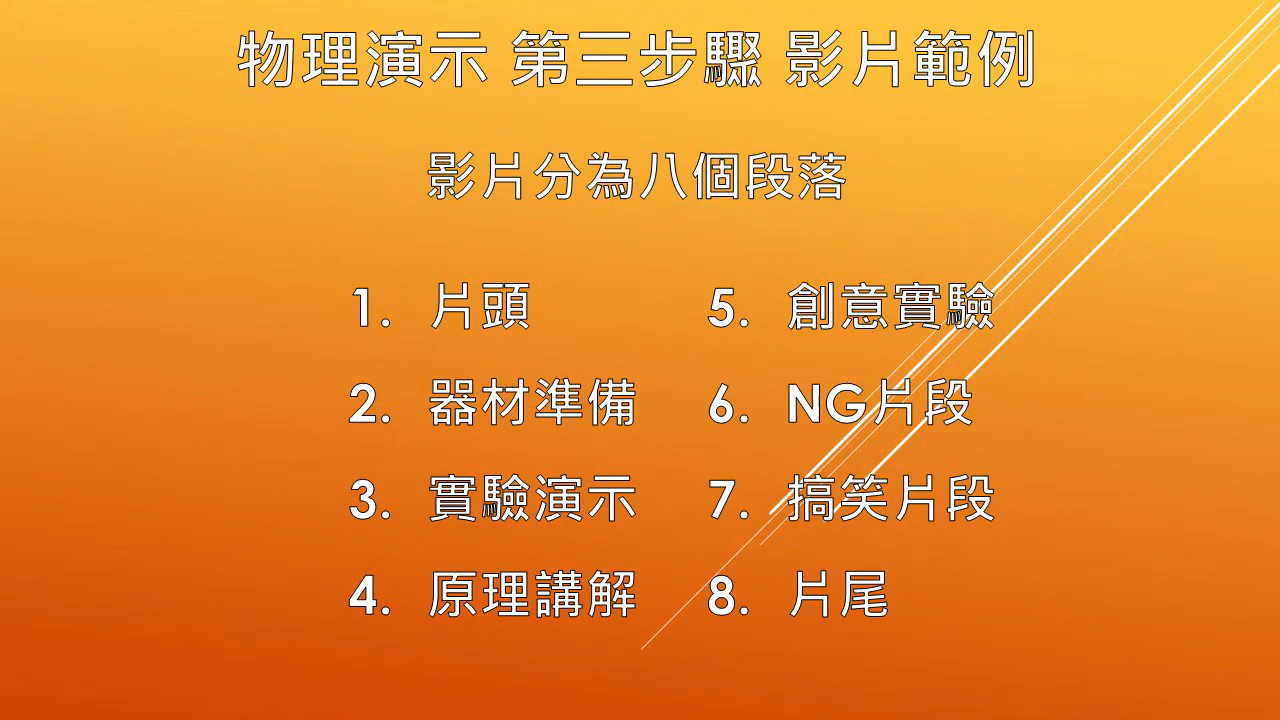 物理演示 第三步驟 影片範例
影片分為八個段落
1. 片頭
2. 器材準備
3. 實驗演示
4. 原理講解
5. 創意實驗
6. NG片段
7. 搞笑片段
8. 片尾